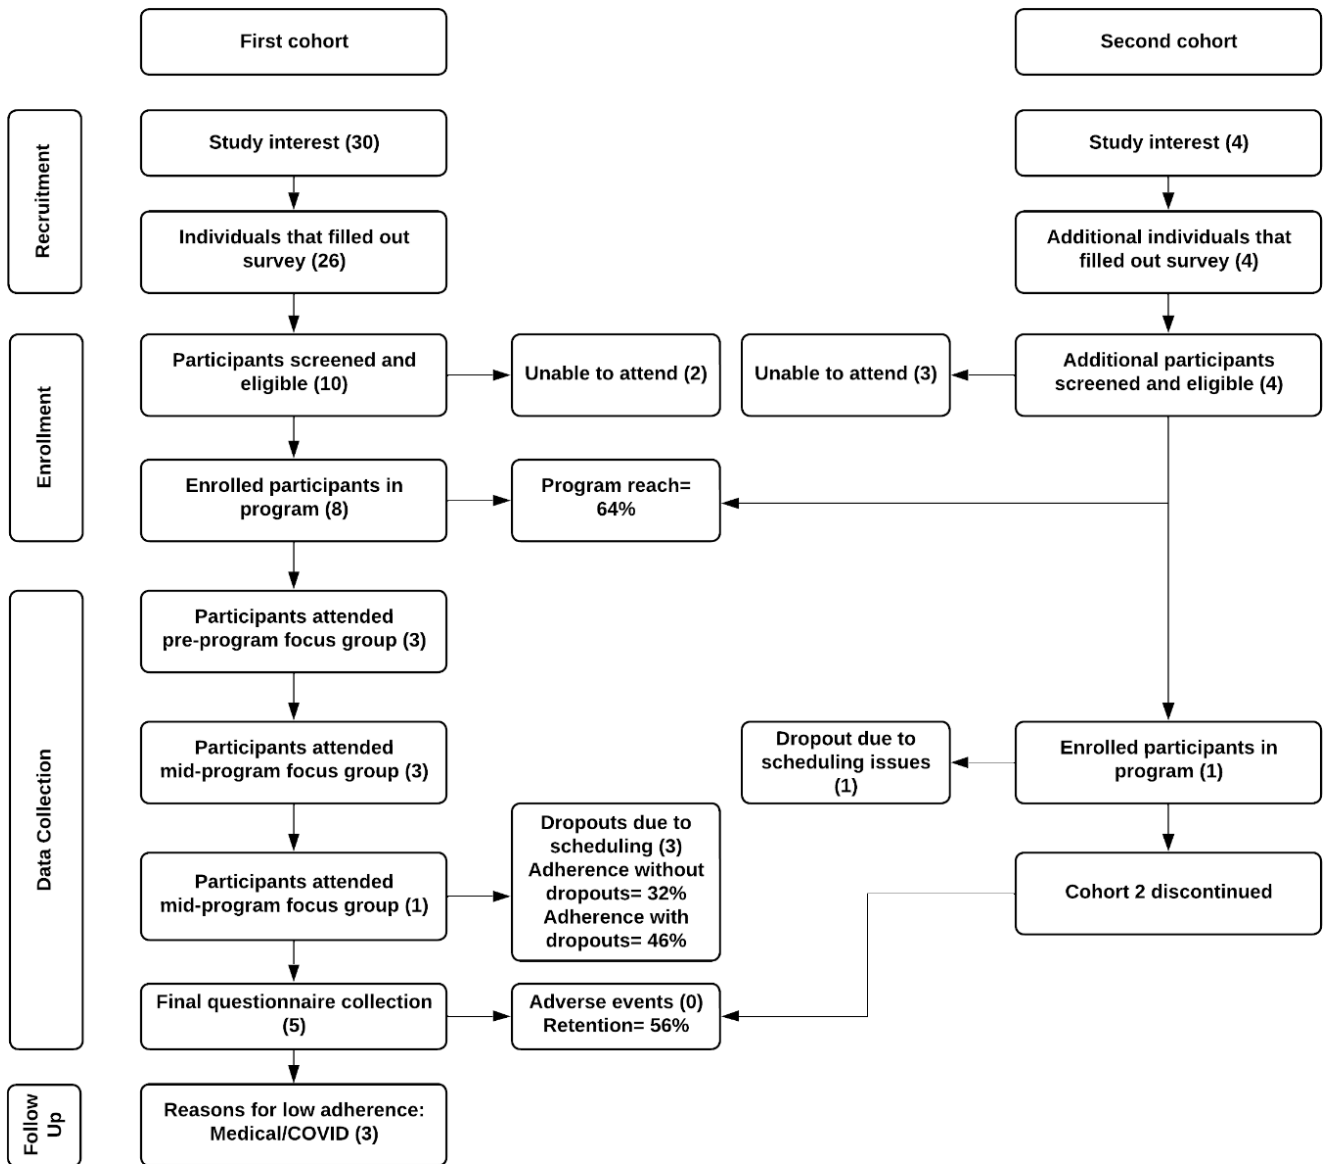 First cohort
Second cohort
Recruitment
Study interest (30)
Study interest (4)
Individuals that filled out
survey (26)
Additional individuals that
filled out survey (4)
Enrollment
Participants screened and
eligible (10)
Unable to attend (2)
Unable to attend (3)
Additional participants
screened and eligible (4)
Enrolled participants in
program (8)
Program reach=
64%
Data Collection
Participants attended
pre-program focus group (3)
Participants attended
mid-program focus group (3)
Dropout due to
scheduling issues
(1)
Enrolled participants in
program (1)
Participants attended
mid-program focus group (1)
Dropouts due to
scheduling (3)
Adherence without
dropouts= 32%
Adherence with
dropouts= 46%
Cohort 2 discontinued
Final questionnaire collection
(5)
Adverse events (0)
Retention= 56%
Follow
Up
Reasons for low adherence:
Medical/COVID (3)